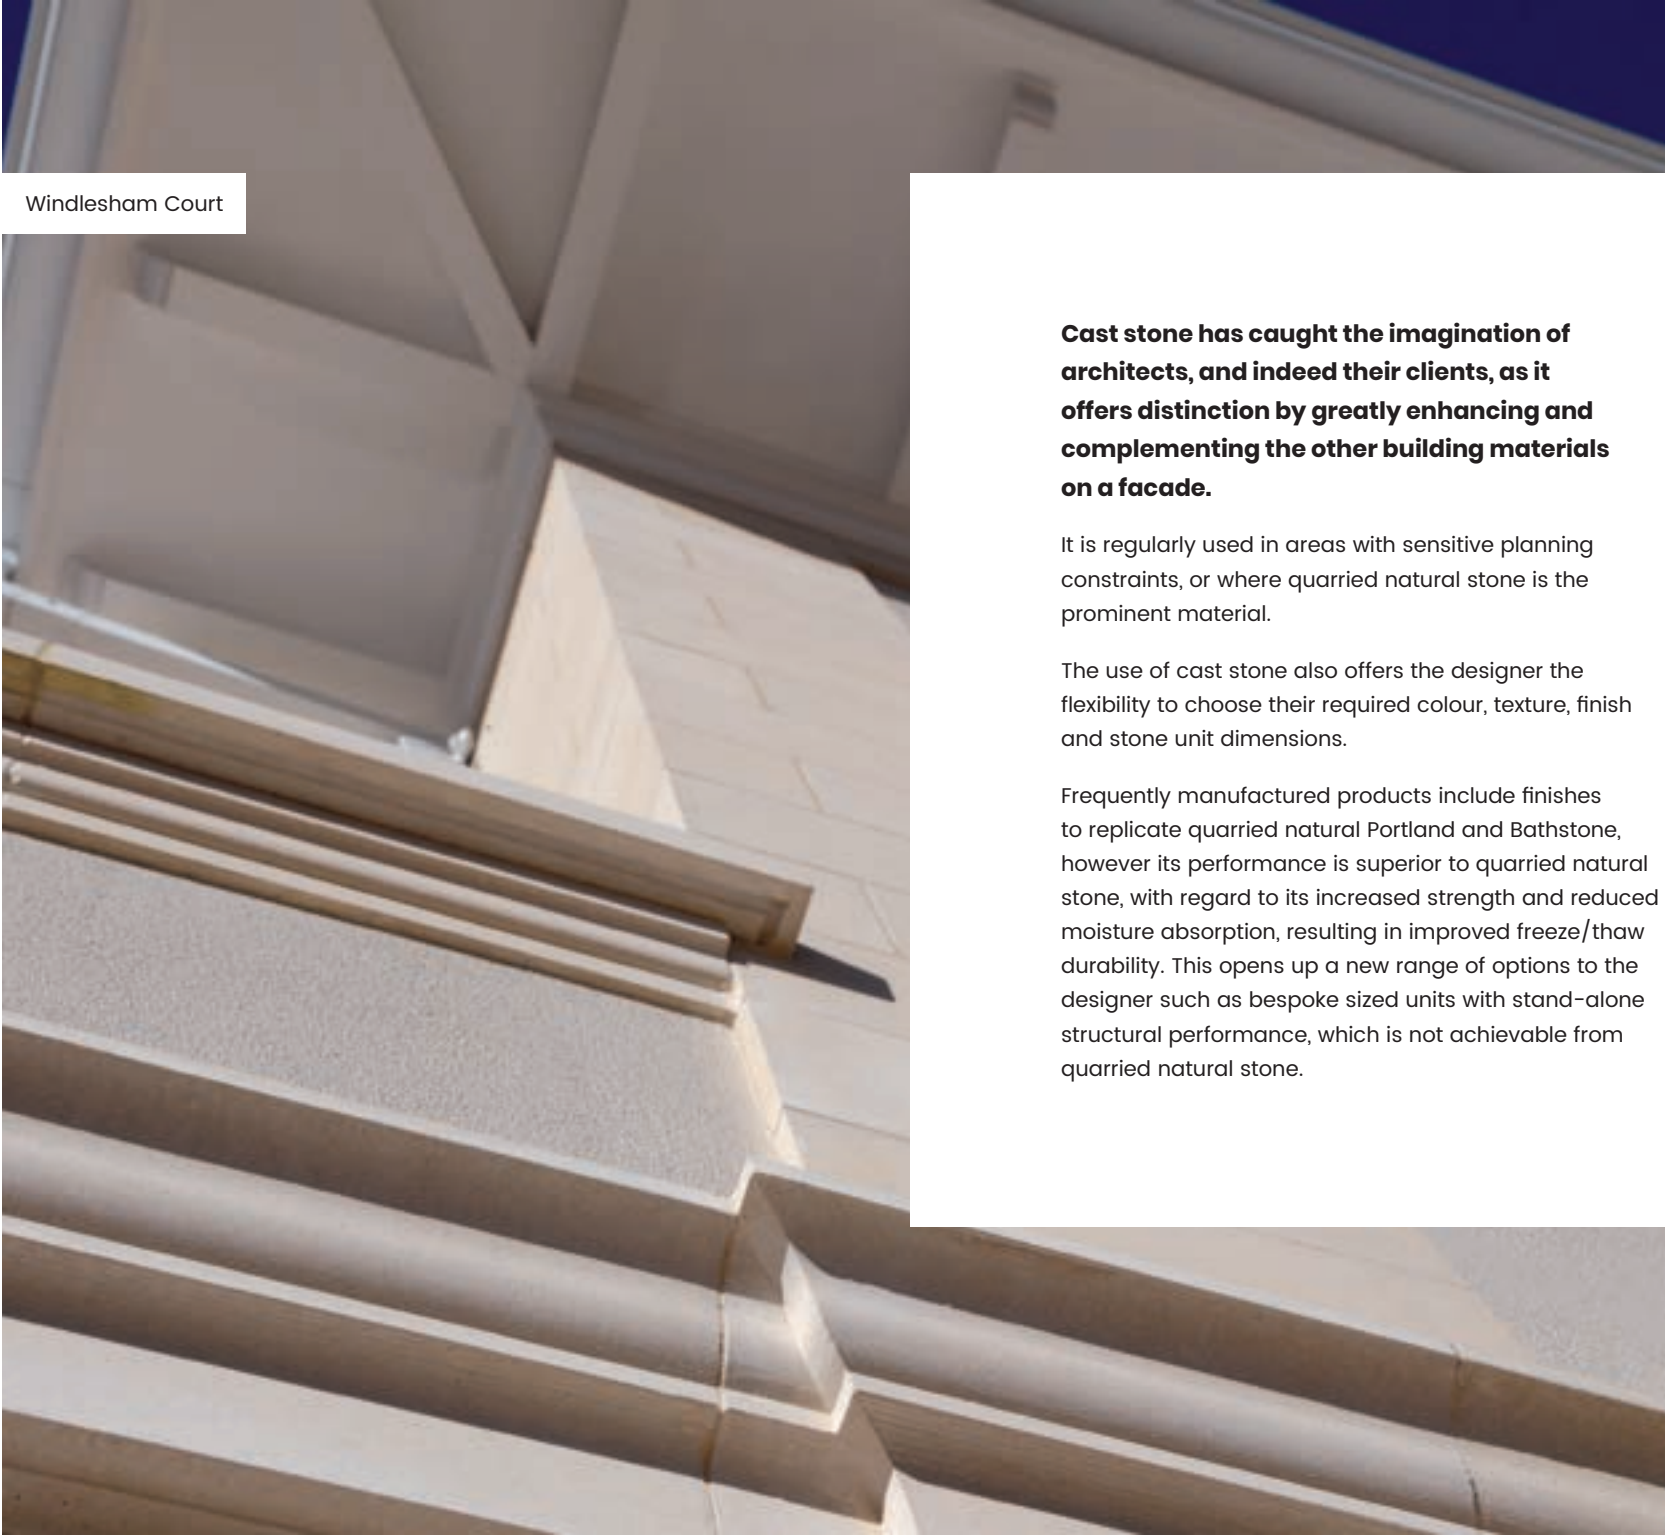 Windlesham Court
Cast stone has caught the imagination of
architects, and indeed their clients, as it
offers distinction by greatly enhancing and
complementing the other building materials
on a facade.
It is regularly used in areas with sensitive planning
constraints, or where quarried natural stone is the
prominent material.
The use of cast stone also offers the designer the
flexibility to choose their required colour, texture, finish
and stone unit dimensions.
Frequently manufactured products include finishes
to replicate quarried natural Portland and Bathstone,
however its performance is superior to quarried natural
stone, with regard to its increased strength and reduced
moisture absorption, resulting in improved freeze/thaw
durability. This opens up a new range of options to the
designer such as bespoke sized units with stand-alone
structural performance, which is not achievable from
quarried natural stone.